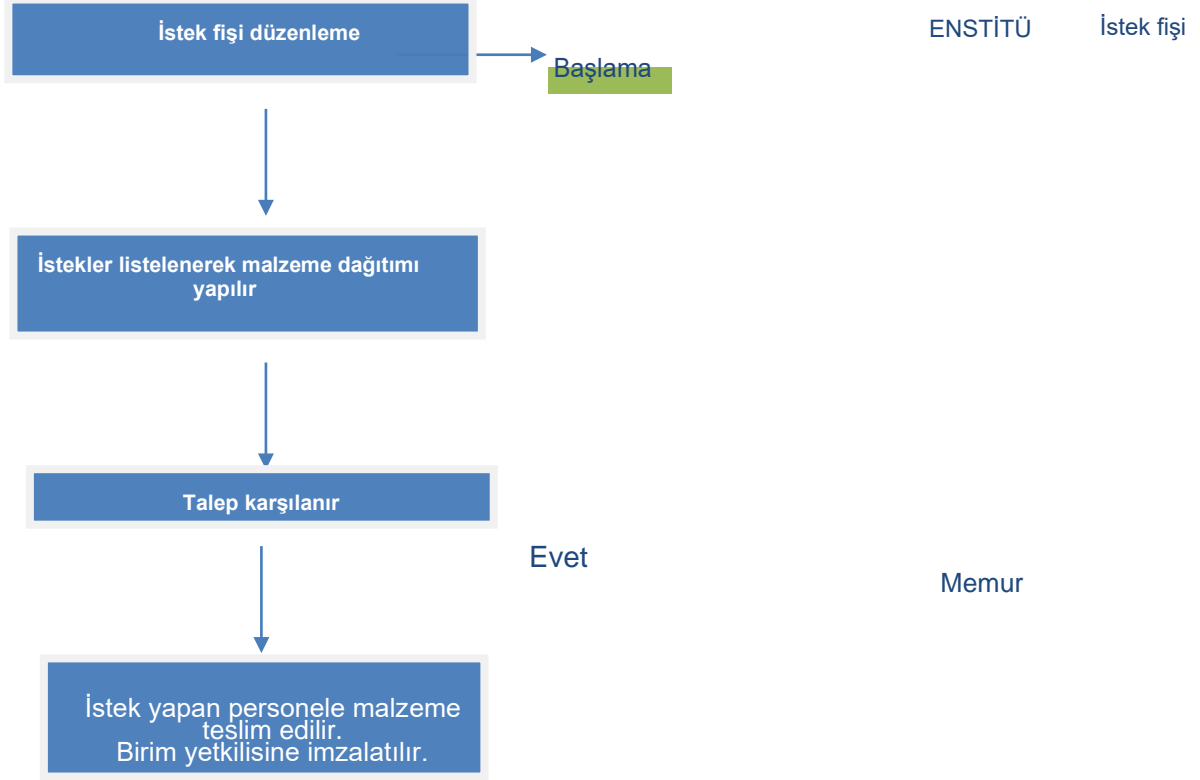 İstek fişi düzenleme
Başlama
ENSTİTÜ
İstek fişi
İstekler listelenerek malzeme dağıtımı
yapılır
Talep karşılanır
Evet
Memur
İstek yapan personele malzeme
teslim edilir.
Birim yetkilisine imzalatılır.